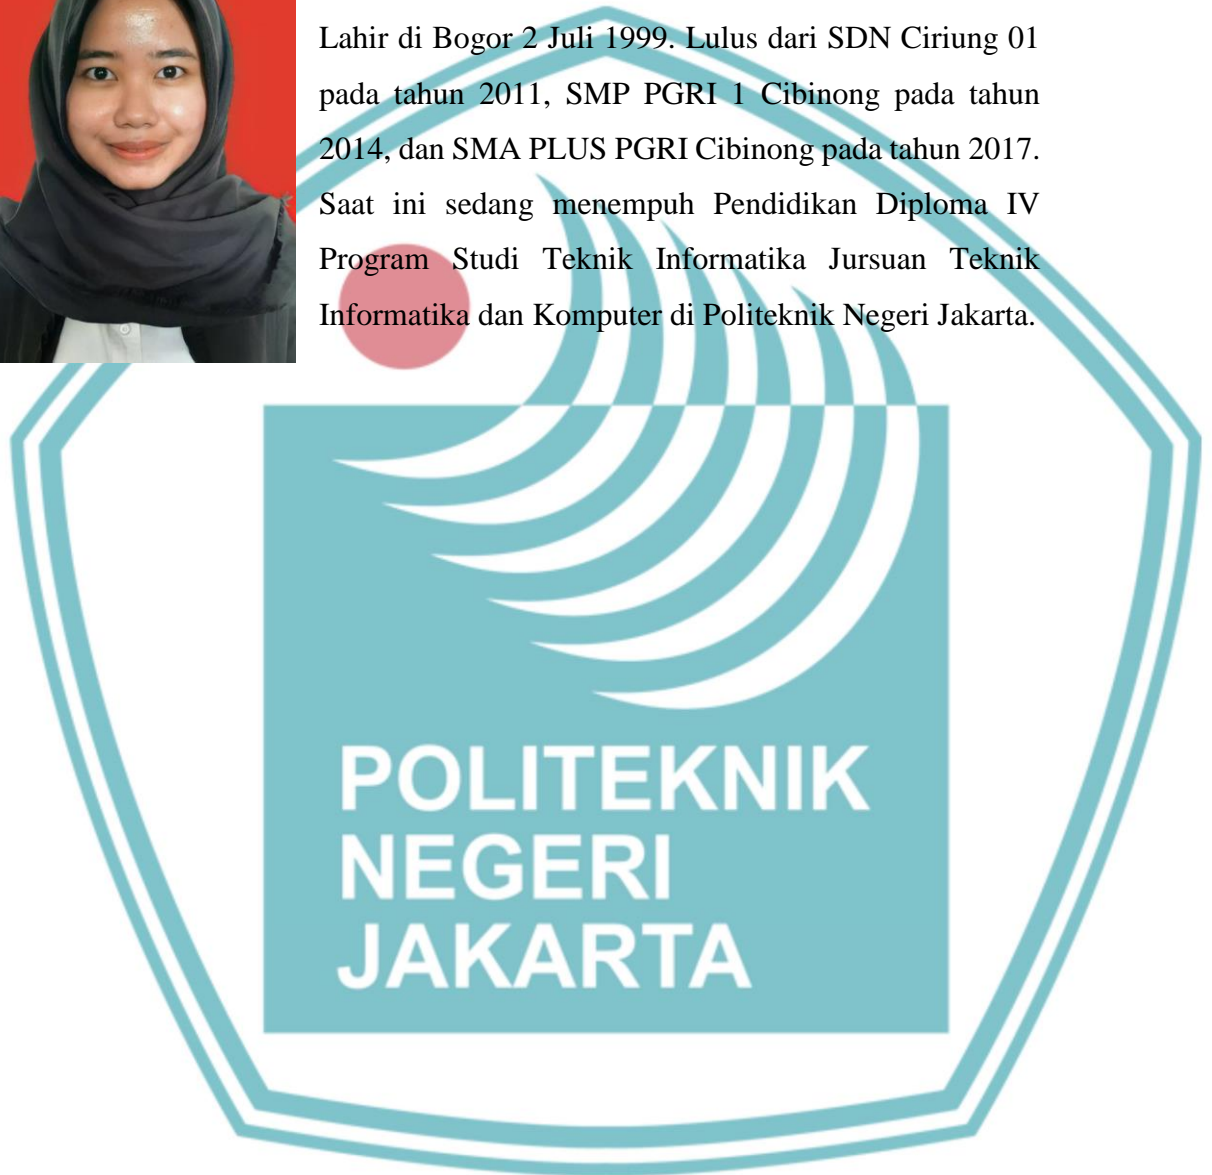 Lahir di Bogor 2 Juli 1999. Lulus dari SDN Ciriung 01
pada tahun 2011, SMP PGRI 1 Cibinong pada tahun
2014, dan SMA PLUS PGRI Cibinong pada tahun 2017.
Saat ini sedang menempuh Pendidikan Diploma IV
Program Studi Teknik Informatika Jursuan Teknik
Informatika dan Komputer di Politeknik Negeri Jakarta.
POLITEKNIK
NEGERI
JAKARTA